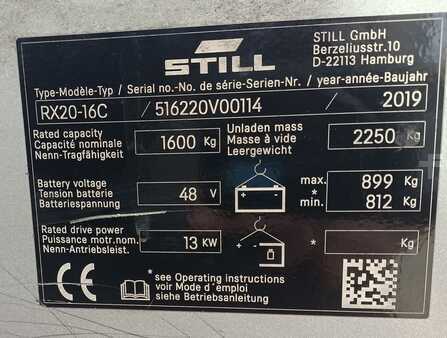 STILL
STILL GmbH
Berzeliusstr.10
D-22113 Hamburg
Type-Modèle-Typ / Serial no.-No. de série-Serien-Nr. / year-année-Baujahr
RX20-16C / 516220V00114 / 2019
Rated capacity
Capacité nominale
Nenn-Tragfähigkeit
1600 Kg
Unladen mass
Masse à vide
Leergewicht
2250 Kg
Battery voltage
Tension batterie
Batteriespannung
48 V
- +
max. 899 Kg
*
min. 812 Kg
Rated drive power
Puissance motr.nom.
Nenn-Antriebsleist.
13 KW
+ -
* Kg
CE
* see Operating instructions
voir Mode d'emploi
siehe Betriebsanleitung